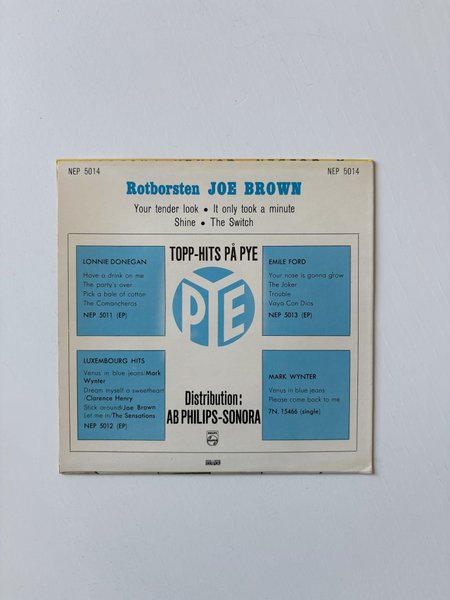 NEP 5014
NEP 5014
Rotborsten JOE BROWN
Your tender look • It only took a minute
Shine • The Switch
LONNIE DONEGAN
Have a drink on me
The party's over
Pick a bale of cotton
The Comancheros
NEP 5011 (EP)
TOPP-HITS PÅ PYE
PYE
EMILE FORD
Your nose is gonna grow
The Joker
Trouble
Vaya Con Dios
NEP 5013 (EP)
LUXEMBOURG HITS
Venus in blue jeans/Mark
Wynter
Dream myself a sweetheart
/Clarence Henry
Stick around/Joe Brown
Let me in/The Sensations
NEP 5012 (EP)
Distribution:
AB PHILIPS-SONORA
PHILIPS
MARK WYNTER
Venus in blue jeans
Please come back to me
7N. 15466 (single)